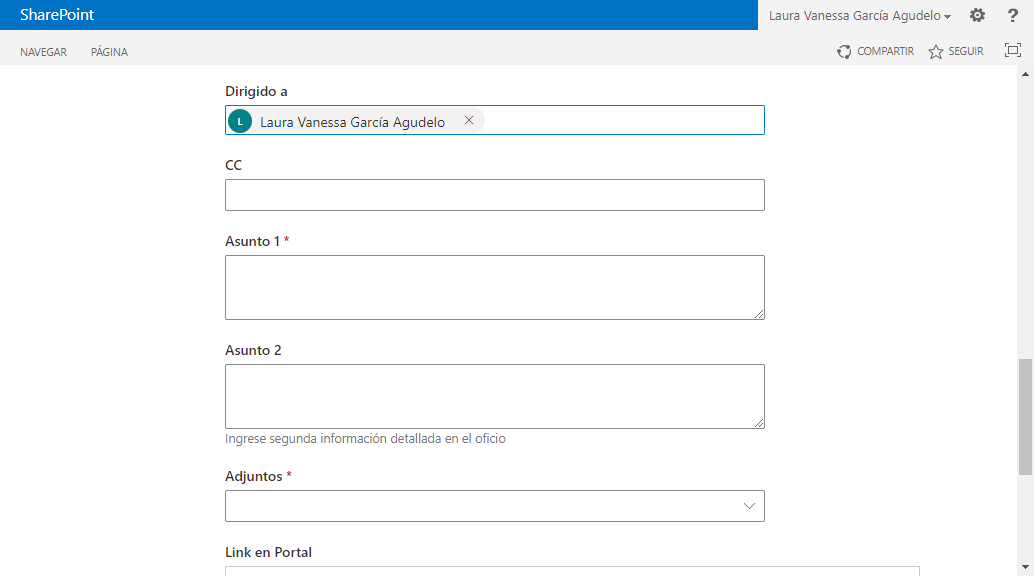 SharePoint
Laura Vanessa García Agudelo
?
NAVEGAR PÁGINA
COMPARTIR SEGUIR
Dirigido a
L Laura Vanessa García Agudelo
CC
Asunto 1 *
Asunto 2
Ingrese segunda información detallada en el oficio
Adjuntos *
Link en Portal